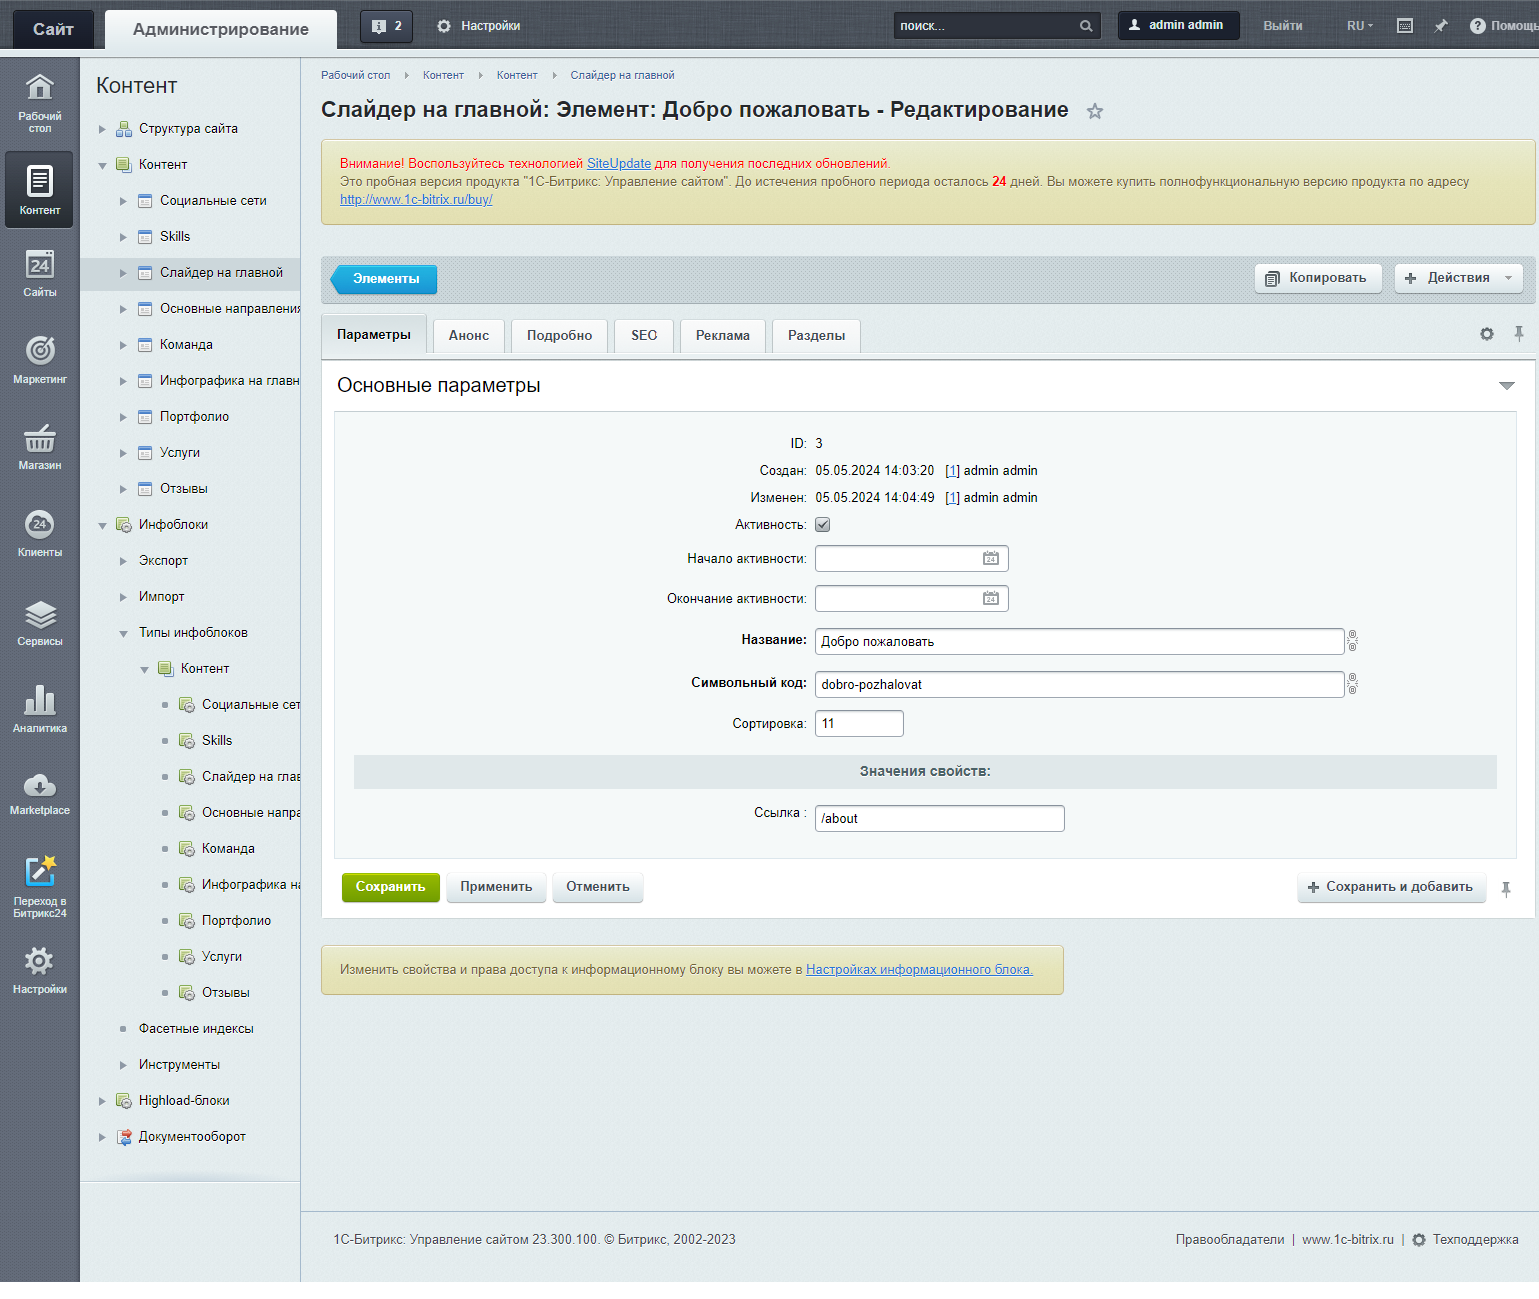 Сайт
Администрирование
2
Настройки
поиск...
admin admin
Выйти
RU
Помощь
Рабочий стол
Контент
24
Сайты
Маркетинг
Магазин
24
Клиенты
Сервисы
Аналитика
Marketplace
Переход в Битрикс24
Настройки
Контент
Структура сайта
Контент
Социальные сети
Skills
Слайдер на главной
Основные направления
Команда
Инфографика на главн
Портфолио
Услуги
Отзывы
Инфоблоки
Экспорт
Импорт
Типы инфоблоков
Контент
Социальные сет
Skills
Слайдер на глав
Основные напра
Команда
Инфографика на
Портфолио
Услуги
Отзывы
Фасетные индексы
Инструменты
Highload-блоки
Документооборот
Рабочий стол Контент Контент Слайдер на главной
Слайдер на главной: Элемент: Добро пожаловать - Редактирование
Внимание! Воспользуйтесь технологией SiteUpdate для получения последних обновлений.
Это пробная версия продукта "1С-Битрикс: Управление сайтом". До истечения пробного периода осталось 24 дней. Вы можете купить полнофункциональную версию продукта по адресу
http://www.1c-bitrix.ru/buy/
Элементы
Копировать
Действия
Параметры
Анонс
Подробно
SEO
Реклама
Разделы
Основные параметры
ID: 3
Создан: 05.05.2024 14:03:20 [1] admin admin
Изменен: 05.05.2024 14:04:49 [1] admin admin
Активность:
Начало активности: 24
Окончание активности: 24
Название: Добро пожаловать
Символьный код: dobro-pozhalovat
Сортировка: 11
Значения свойств:
Ссылка : /about
Сохранить
Применить
Отменить
Сохранить и добавить
Изменить свойства и права доступа к информационному блоку вы можете в Настройках информационного блока.
1С-Битрикс: Управление сайтом 23.300.100. © Битрикс, 2002-2023
Правообладатели | www.1c-bitrix.ru | Техподдержка